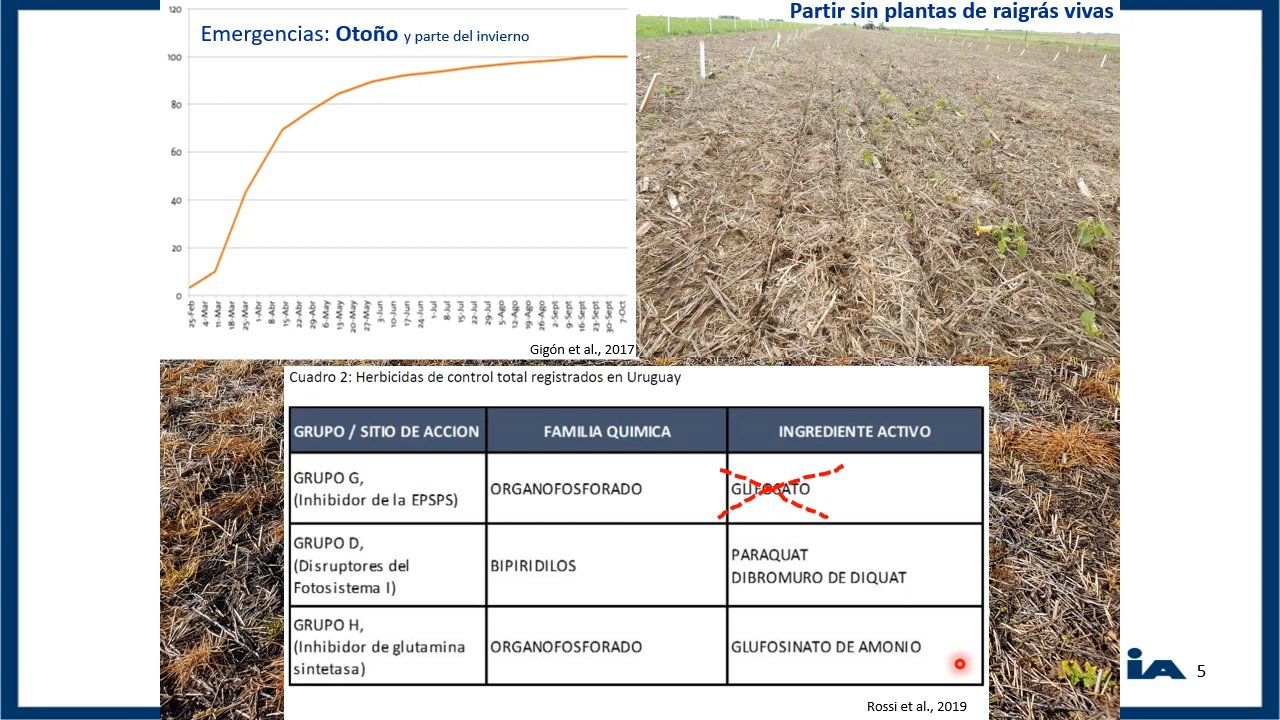 Partir sin plantas de raigrás vivas
Emergencias: Otoño y parte del invierno
120
100
80
60
40
20
0
25-Feb
4-Mar
11-Mar
18-Mar
25-Mar
1-Abr
8-Abr
15-Abr
22-Abr
29-Abr
6-May
13-May
20-May
27-May
3-Jun
10-Jun
17-Jun
24-Jun
1-Jul
8-Jul
15-Jul
22-Jul
29-Jul
5-Ago
12-Ago
19-Ago
26-Ago
2-Sept
9-Sept
16-Sept
23-Sept
30-Sept
7-Oct
Gigón et al., 2017
Cuadro 2: Herbicidas de control total registrados en Uruguay
GRUPO / SITIO DE ACCION FAMILIA QUIMICA INGREDIENTE ACTIVO
GRUPO G,
(Inhibidor de la EPSPS) ORGANOFOSFORADO GLIFOSATO
GRUPO D,
(Disruptores del
Fotosistema I) BIPIRIDILOS PARAQUAT
DIBROMURO DE DIQUAT
GRUPO H,
(Inhibidor de glutamina
sintetasa) ORGANOFOSFORADO GLUFOSINATO DE AMONIO
Rossi et al., 2019
iA 5